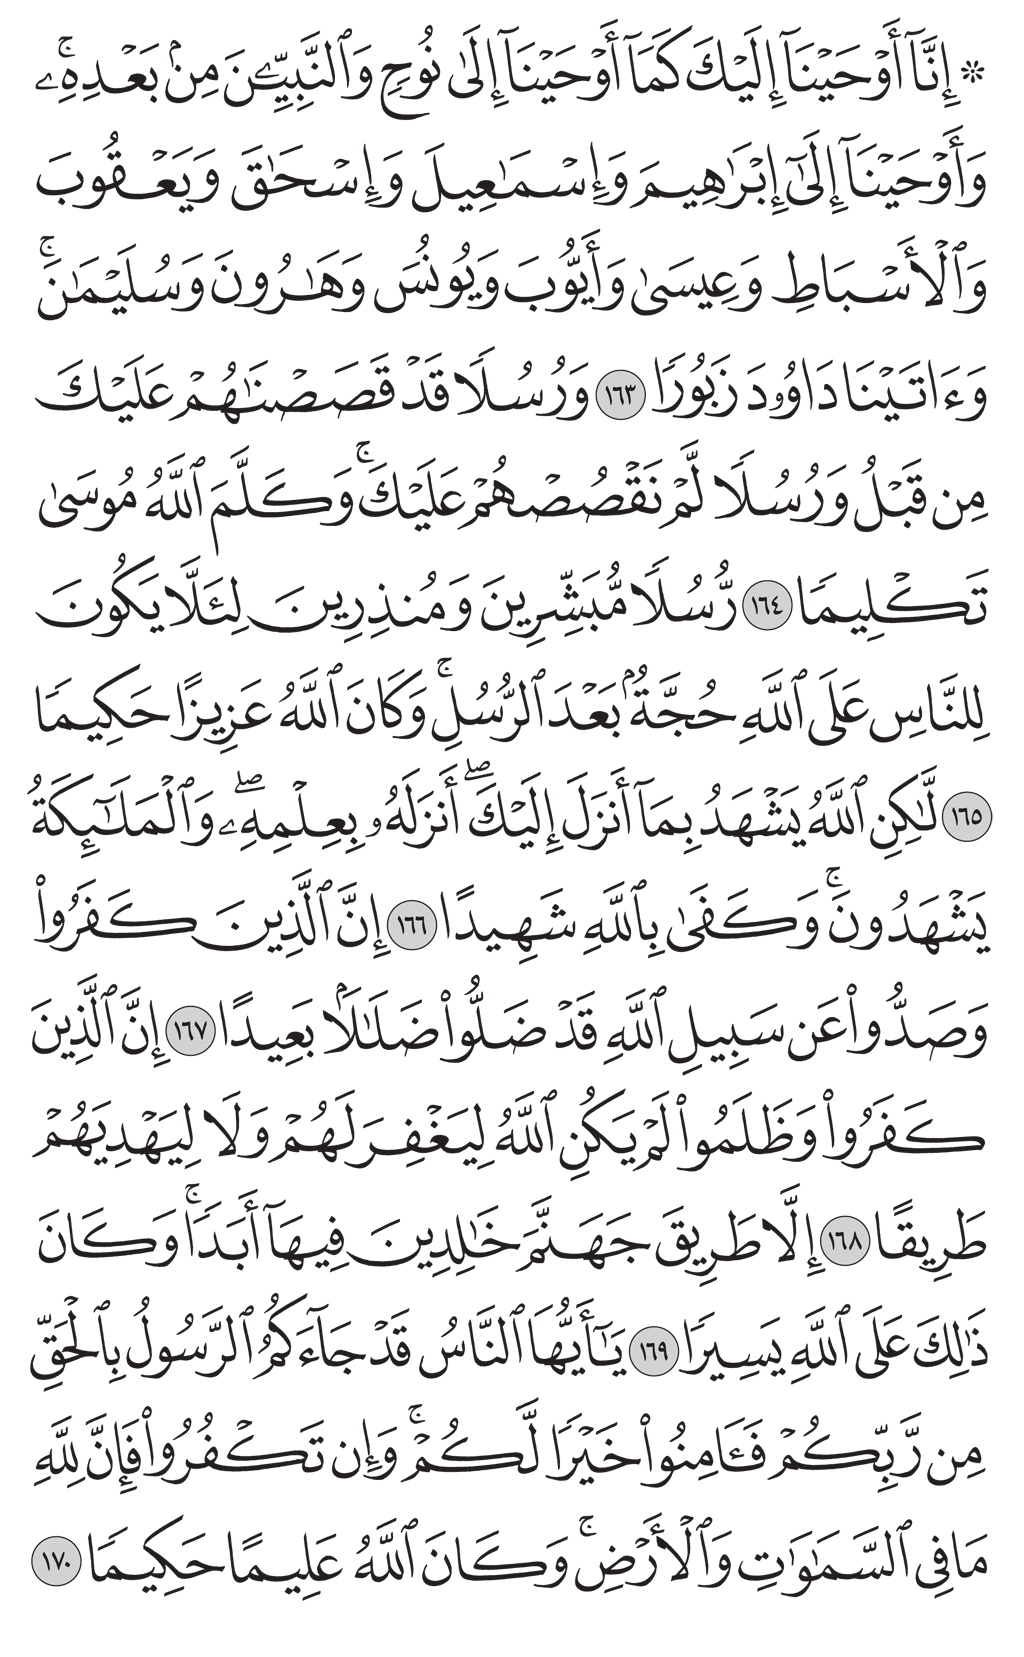 ۞ إِنَّآ أَوْحَيْنَآ إِلَيْكَ كَمَآ أَوْحَيْنَآ إِلَىٰ نُوحٍ وَٱلنَّبِيِّـۧنَ مِنۢ بَعْدِهِۦۚ
وَأَوْحَيْنَآ إِلَىٰٓ إِبْرَٰهِيمَ وَإِسْمَٰعِيلَ وَإِسْحَٰقَ وَيَعْقُوبَ
وَٱلْأَسْبَاطِ وَعِيسَىٰ وَأَيُّوبَ وَيُونُسَ وَهَٰرُونَ وَسُلَيْمَٰنَۚ
وَءَاتَيْنَا دَاوُۥدَ زَبُورًا ١٦٣ وَرُسُلًا قَدْ قَصَصْنَٰهُمْ عَلَيْكَ
مِن قَبْلُ وَرُسُلًا لَّمْ نَقْصُصْهُمْ عَلَيْكَۚ وَكَلَّمَ ٱللَّهُ مُوسَىٰ
تَكْلِيمًا ١٦٤ رُّسُلًا مُّبَشِّرِينَ وَمُنذِرِينَ لِئَلَّا يَكُونَ
لِلنَّاسِ عَلَى ٱللَّهِ حُجَّةٌۢ بَعْدَ ٱلرُّسُلِۚ وَكَانَ ٱللَّهُ عَزِيزًا حَكِيمًا
١٦٥ لَّٰكِنِ ٱللَّهُ يَشْهَدُ بِمَآ أَنزَلَ إِلَيْكَۖ أَنزَلَهُۥ بِعِلْمِهِۦۖ وَٱلْمَلَٰٓئِكَةُ
يَشْهَدُونَۚ وَكَفَىٰ بِٱللَّهِ شَهِيدًا ١٦٦ إِنَّ ٱلَّذِينَ كَفَرُوا۟
وَصَدُّوا۟ عَن سَبِيلِ ٱللَّهِ قَدْ ضَلُّوا۟ ضَلَٰلًۢا بَعِيدًا ١٦٧ إِنَّ ٱلَّذِينَ
كَفَرُوا۟ وَظَلَمُوا۟ لَمْ يَكُنِ ٱللَّهُ لِيَغْفِرَ لَهُمْ وَلَا لِيَهْدِيَهُمْ
طَرِيقًا ١٦٨ إِلَّا طَرِيقَ جَهَنَّمَ خَٰلِدِينَ فِيهَآ أَبَدًاۚ وَكَانَ
ذَٰلِكَ عَلَى ٱللَّهِ يَسِيرًا ١٦٩ يَٰٓأَيُّهَا ٱلنَّاسُ قَدْ جَآءَكُمُ ٱلرَّسُولُ بِٱلْحَقِّ
مِن رَّبِّكُمْ فَـَٔامِنُوا۟ خَيْرًا لَّكُمْۚ وَإِن تَكْفُرُوا۟ فَإِنَّ لِلَّهِ
مَا فِى ٱلسَّمَٰوَٰتِ وَٱلْأَرْضِۚ وَكَانَ ٱللَّهُ عَلِيمًا حَكِيمًا ١٧٠